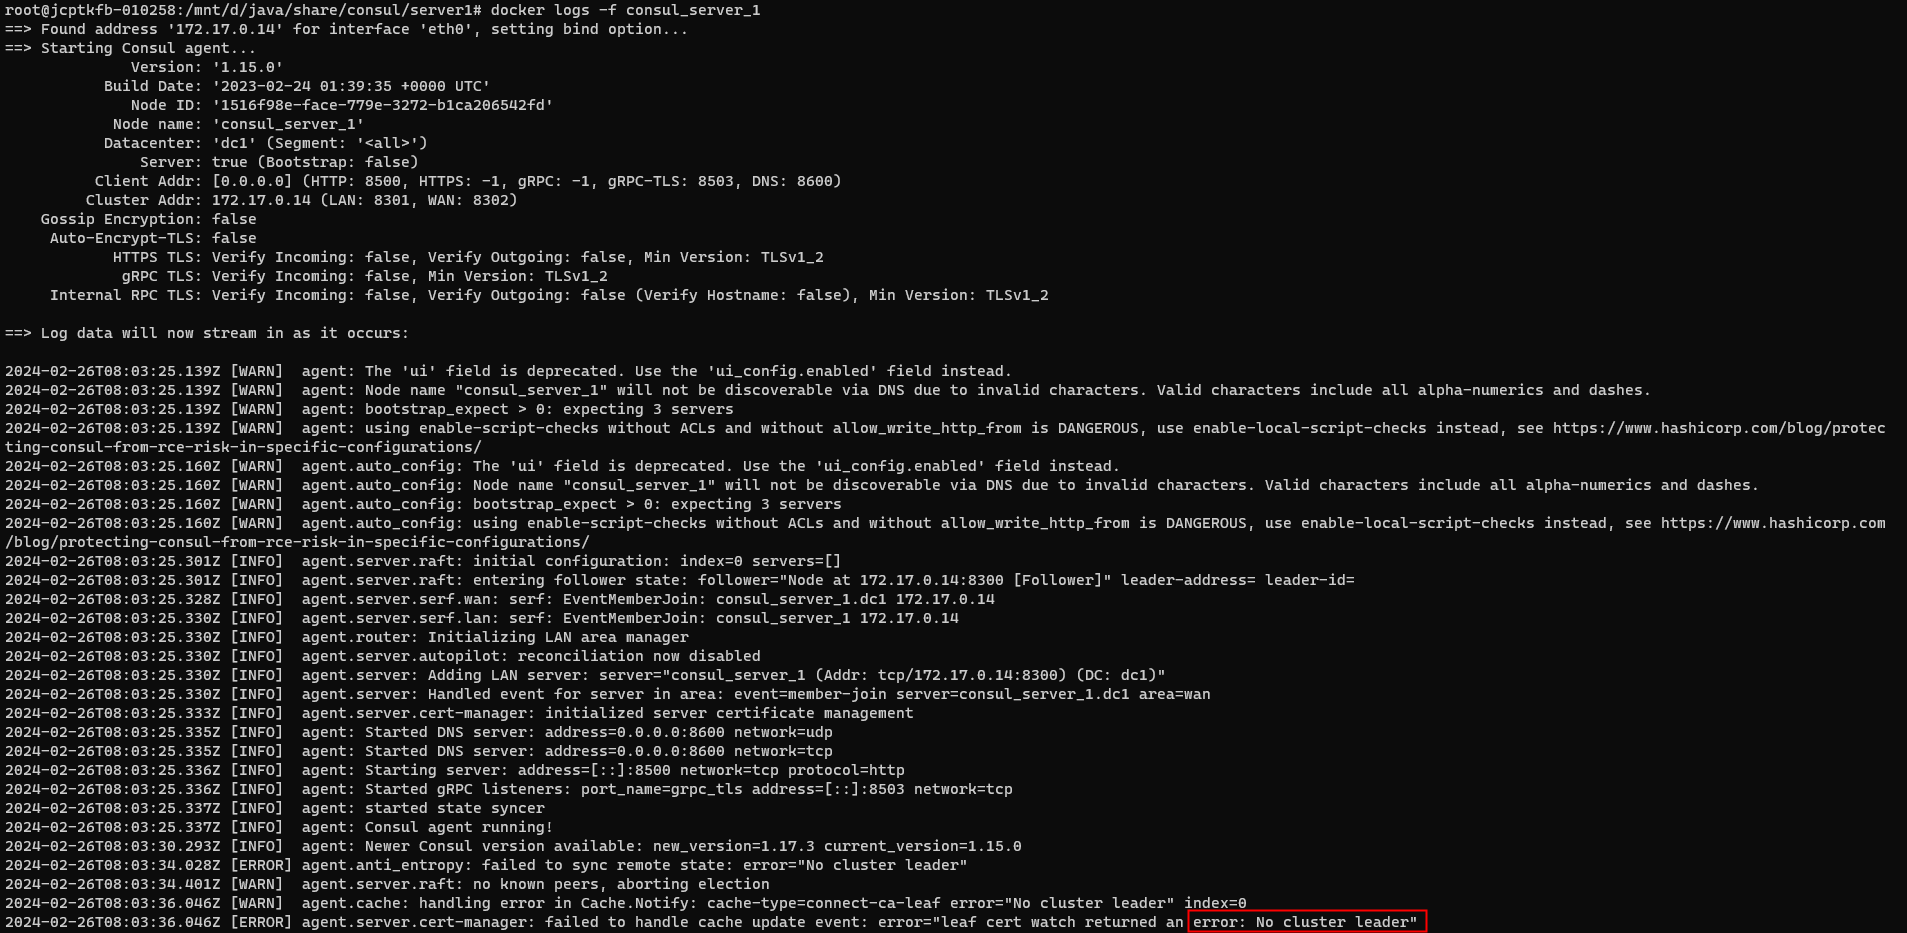 root@jcptkfb-010258:/mnt/d/java/share/consul/server1# docker logs -f consul_server_1
==> Found address '172.17.0.14' for interface 'eth0', setting bind option...
==> Starting Consul agent...
              Version: '1.15.0'
           Build Date: '2023-02-24 01:39:35 +0000 UTC'
              Node ID: '1516f98e-face-779e-3272-b1ca206542fd'
            Node name: 'consul_server_1'
           Datacenter: 'dc1' (Segment: '<all>')
               Server: true (Bootstrap: false)
          Client Addr: [0.0.0.0] (HTTP: 8500, HTTPS: -1, gRPC: -1, gRPC-TLS: 8503, DNS: 8600)
         Cluster Addr: 172.17.0.14 (LAN: 8301, WAN: 8302)
    Gossip Encryption: false
     Auto-Encrypt-TLS: false
            HTTPS TLS: Verify Incoming: false, Verify Outgoing: false, Min Version: TLSv1_2
             gRPC TLS: Verify Incoming: false, Min Version: TLSv1_2
     Internal RPC TLS: Verify Incoming: false, Verify Outgoing: false (Verify Hostname: false), Min Version: TLSv1_2
==> Log data will now stream in as it occurs:
2024-02-26T08:03:25.139Z [WARN]  agent: The 'ui' field is deprecated. Use the 'ui_config.enabled' field instead.
2024-02-26T08:03:25.139Z [WARN]  agent: Node name "consul_server_1" will not be discoverable via DNS due to invalid characters. Valid characters include all alpha-numerics and dashes.
2024-02-26T08:03:25.139Z [WARN]  agent: bootstrap_expect > 0: expecting 3 servers
2024-02-26T08:03:25.139Z [WARN]  agent: using enable-script-checks without ACLs and without allow_write_http_from is DANGEROUS, use enable-local-script-checks instead, see https://www.hashicorp.com/blog/protec
ting-consul-from-rce-risk-in-specific-configurations/
2024-02-26T08:03:25.160Z [WARN]  agent.auto_config: The 'ui' field is deprecated. Use the 'ui_config.enabled' field instead.
2024-02-26T08:03:25.160Z [WARN]  agent.auto_config: Node name "consul_server_1" will not be discoverable via DNS due to invalid characters. Valid characters include all alpha-numerics and dashes.
2024-02-26T08:03:25.160Z [WARN]  agent.auto_config: bootstrap_expect > 0: expecting 3 servers
2024-02-26T08:03:25.160Z [WARN]  agent.auto_config: using enable-script-checks without ACLs and without allow_write_http_from is DANGEROUS, use enable-local-script-checks instead, see https://www.hashicorp.com
/blog/protecting-consul-from-rce-risk-in-specific-configurations/
2024-02-26T08:03:25.301Z [INFO]  agent.server.raft: initial configuration: index=0 servers=[]
2024-02-26T08:03:25.301Z [INFO]  agent.server.raft: entering follower state: follower="Node at 172.17.0.14:8300 [Follower]" leader-address= leader-id=
2024-02-26T08:03:25.328Z [INFO]  agent.server.serf.wan: serf: EventMemberJoin: consul_server_1.dc1 172.17.0.14
2024-02-26T08:03:25.330Z [INFO]  agent.server.serf.lan: serf: EventMemberJoin: consul_server_1 172.17.0.14
2024-02-26T08:03:25.330Z [INFO]  agent.router: Initializing LAN area manager
2024-02-26T08:03:25.330Z [INFO]  agent.server.autopilot: reconciliation now disabled
2024-02-26T08:03:25.330Z [INFO]  agent.server: Adding LAN server: server="consul_server_1 (Addr: tcp/172.17.0.14:8300) (DC: dc1)"
2024-02-26T08:03:25.330Z [INFO]  agent.server: Handled event for server in area: event=member-join server=consul_server_1.dc1 area=wan
2024-02-26T08:03:25.333Z [INFO]  agent.server.cert-manager: initialized server certificate management
2024-02-26T08:03:25.335Z [INFO]  agent: Started DNS server: address=0.0.0.0:8600 network=udp
2024-02-26T08:03:25.335Z [INFO]  agent: Started DNS server: address=0.0.0.0:8600 network=tcp
2024-02-26T08:03:25.336Z [INFO]  agent: Starting server: address=[::]:8500 network=tcp protocol=http
2024-02-26T08:03:25.336Z [INFO]  agent: Started gRPC listeners: port_name=grpc_tls address=[::]:8503 network=tcp
2024-02-26T08:03:25.337Z [INFO]  agent: started state syncer
2024-02-26T08:03:25.337Z [INFO]  agent: Consul agent running!
2024-02-26T08:03:30.293Z [INFO]  agent: Newer Consul version available: new_version=1.17.3 current_version=1.15.0
2024-02-26T08:03:34.028Z [ERROR] agent.anti_entropy: failed to sync remote state: error="No cluster leader"
2024-02-26T08:03:34.401Z [WARN]  agent.server.raft: no known peers, aborting election
2024-02-26T08:03:36.046Z [WARN]  agent.cache: handling error in Cache.Notify: cache-type=connect-ca-leaf error="No cluster leader" index=0
2024-02-26T08:03:36.046Z [ERROR] agent.server.cert-manager: failed to handle cache update event: error="leaf cert watch returned an error: No cluster leader"